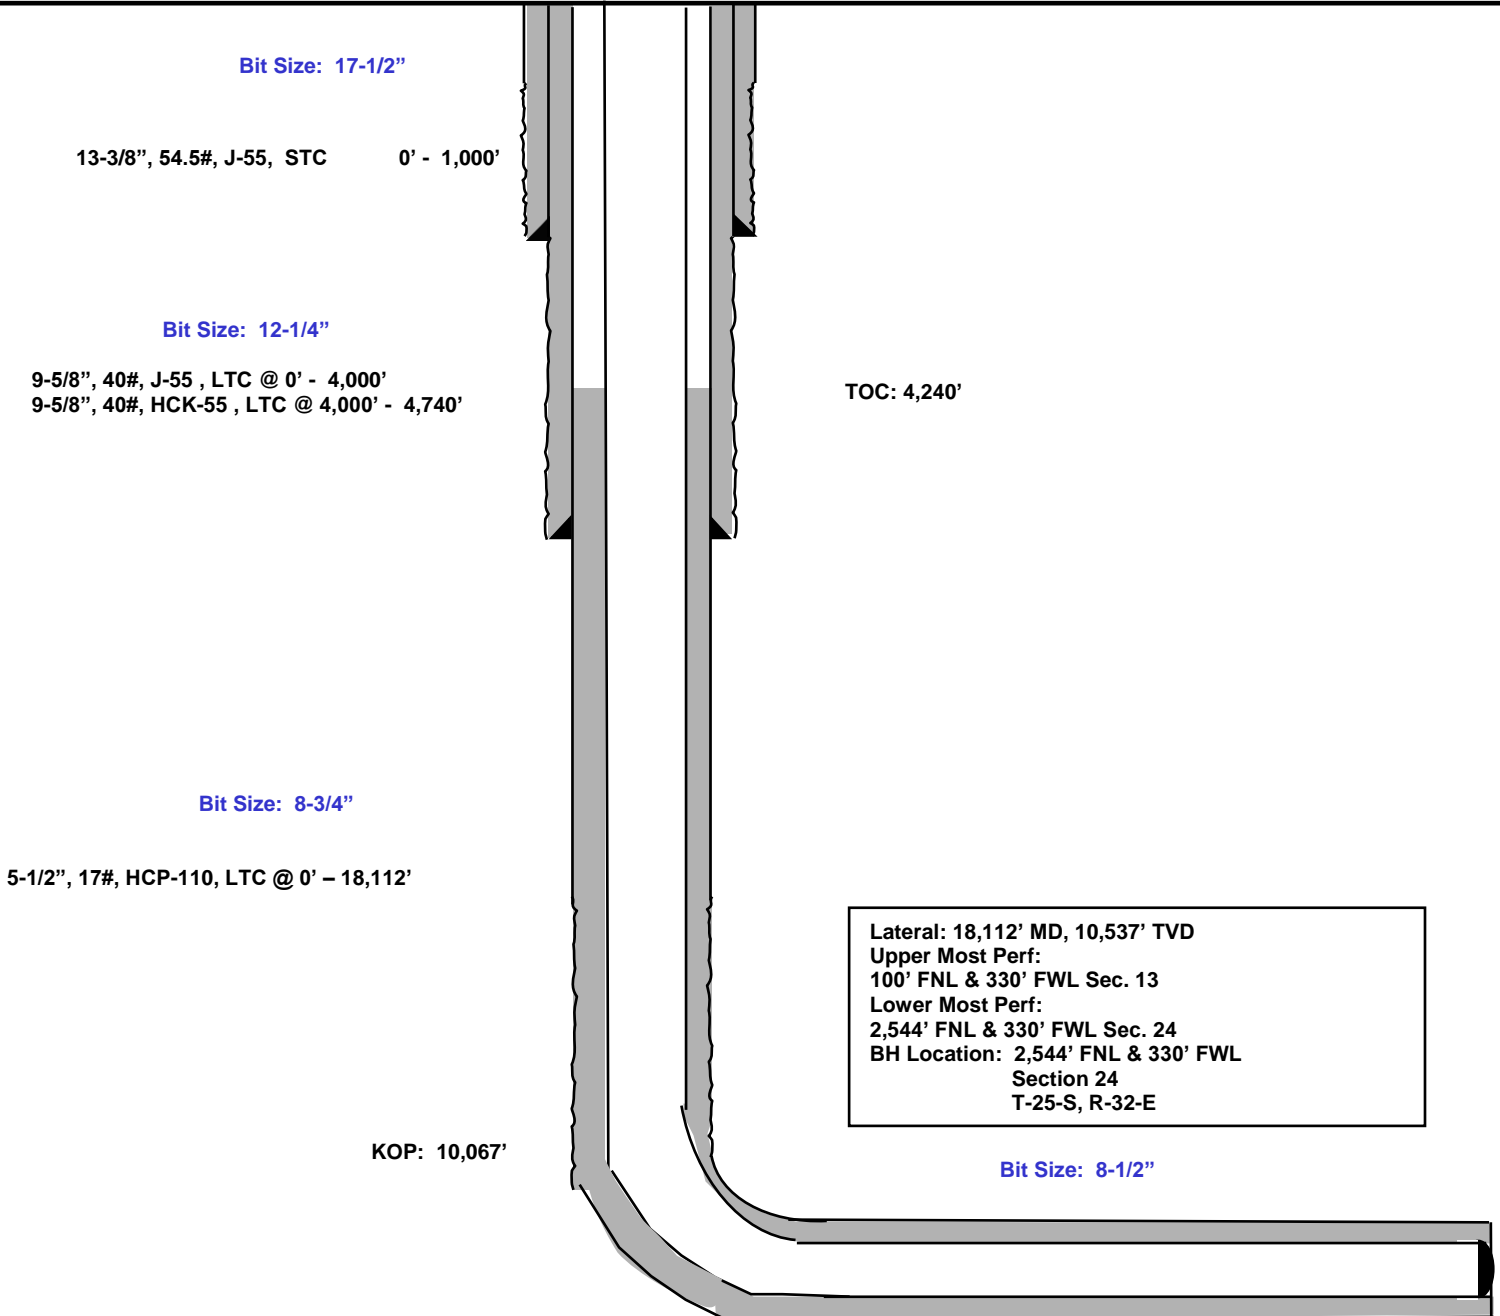 Bit Size: 17-1/2”
13-3/8”, 54.5#, J-55, STC 0’ - 1,000’
Bit Size: 12-1/4”
9-5/8”, 40#, J-55 , LTC @ 0’ - 4,000’
9-5/8”, 40#, HCK-55 , LTC @ 4,000’ - 4,740’
TOC: 4,240’
Bit Size: 8-3/4”
5-1/2”, 17#, HCP-110, LTC @ 0’ – 18,112’
Lateral: 18,112’ MD, 10,537’ TVD
Upper Most Perf:
100’ FNL & 330’ FWL Sec. 13
Lower Most Perf:
2,544’ FNL & 330’ FWL Sec. 24
BH Location: 2,544’ FNL & 330’ FWL
Section 24
T-25-S, R-32-E
KOP: 10,067’
Bit Size: 8-1/2”